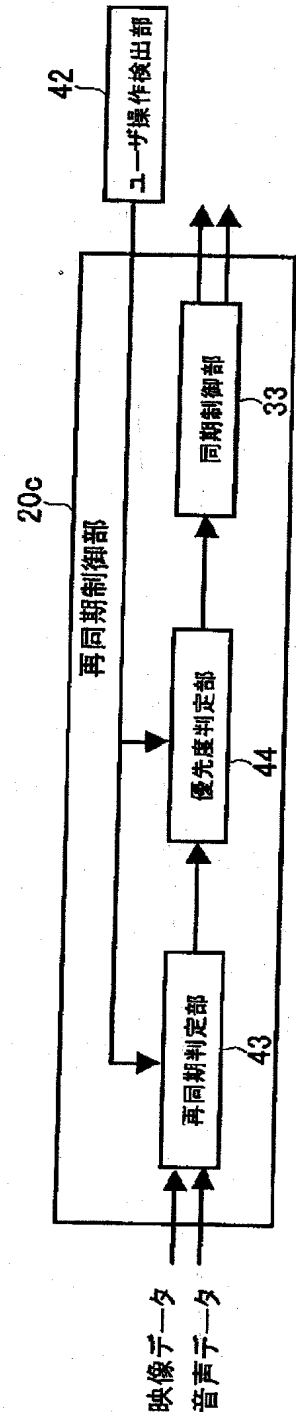 42
ユーザ操作検出部
20c
再同期制御部
同期制御部
33
優先度判定部
44
再同期判定部
43
映像データ
音声データ